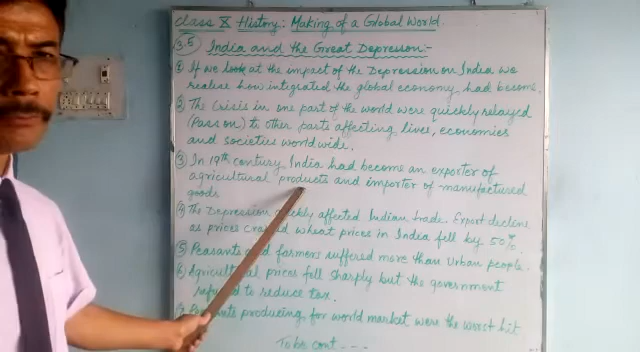 Class X History: Making of a Global World.
3.5 India and the Great Depression:-
① If we look at the impact of the Depression on India we
realise how integrated the global economy had become.
② The Crisis in one part of the world were quickly relayed
(Pass on) to other parts affecting lives, economies
and societies worldwide.
③ In 19th century India had become an exporter of
agricultural products and importer of manufactured
goods
④ The Depression affected Indian trade. Export decline
as prices wheat prices in India fell by 50%.
⑤ Peasants and farmers suffered more than Urban people.
⑥ Agricultural prices fell sharply but the government
refused to reduce tax.
producing for world market were the worst hit
To be cont - - -